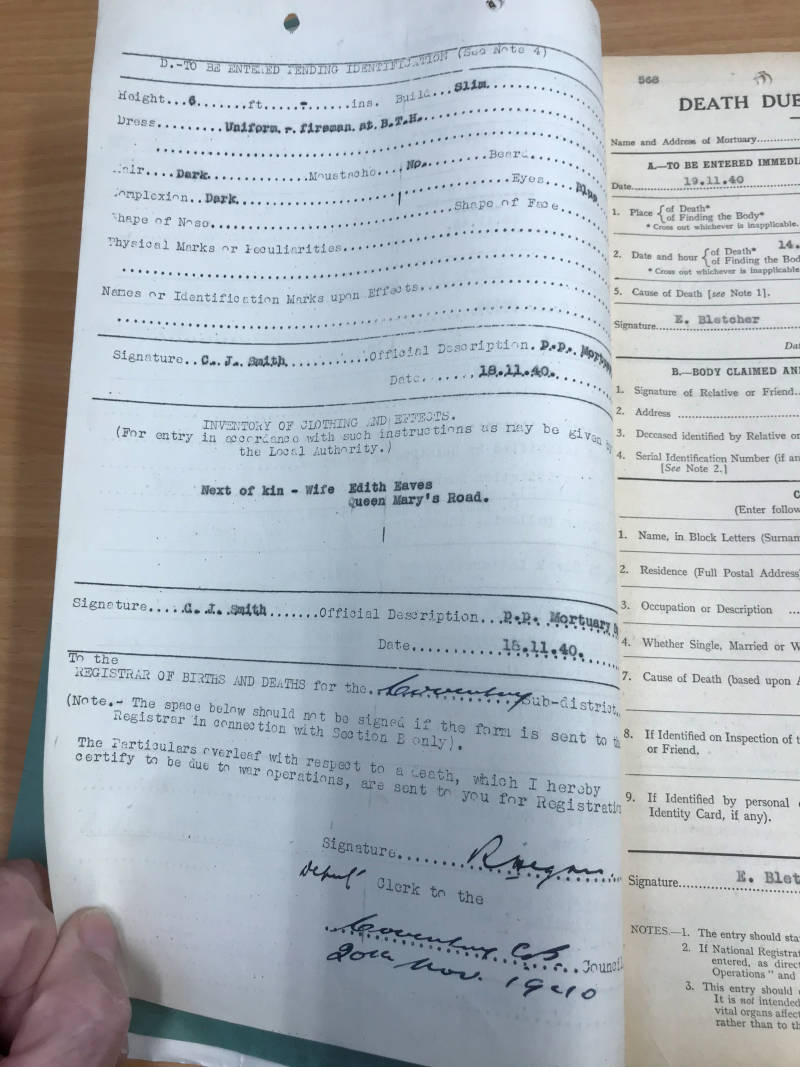 D.-TO BE ENTERED PENDING IDENTIFICATION (See Note 4)
Height...6.......ft....-......ins. Build...Slim
Dress.........Uniform - fireman at B.T.H.
Hair....Dark...........Moustache...No.........Beard
Complexion..Dark...........Eyes....Blue
Shape of Nose...........Shape of Face
Physical Marks or Peculiarities
Names or Identification Marks upon Effects
Signature..C. J. Smith...........Official Description. P.P. Mortuary
Date.......18.11.40.
INVENTORY OF CLOTHING AND EFFECTS.
(For entry in accordance with such instructions as may be given by
the Local Authority.)
Next of kin - Wife Edith Eaves
Queen Mary's Road.
Signature.....C. J. Smith.......Official Description...P.P. Mortuary
Date..........18.11.40.
To the
REGISTRAR OF BIRTHS AND DEATHS for the Coventry Sub-district.
(Note.- The space below should not be signed if the form is sent to the
Registrar in connection with Section B only).
The Particulars overleaf with respect to a death, which I hereby
certify to be due to war operations, are sent to you for Registratio
Signature
Deputy Clerk to the
Coventry CB Council
20th Nov. 1940
568
DEATH DUE
Name and Address of Mortuary
A.—TO BE ENTERED IMMEDI
Date 19.11.40
1. Place {of Death*
of Finding the Body*
* Cross out whichever is inapplicable.
2. Date and hour {of Death* 14.
of Finding the Bod
* Cross out whichever is inapplicable
5. Cause of Death [see Note 1].
Signature E. Bletcher
Dat
B.—BODY CLAIMED AN
1. Signature of Relative or Friend
2. Address
3. Deceased identified by Relative or
4. Serial Identification Number (if an
[See Note 2.]
C
(Enter follow
1. Name, in Block Letters (Surnam
2. Residence (Full Postal Address
3. Occupation or Description
4. Whether Single, Married or W
7. Cause of Death (based upon A
8. If Identified on Inspection of t
or Friend.
9. If Identified by personal
Identity Card, if any).
Signature E. Blet
NOTES.—1. The entry should sta
2. If National Registrat
entered, as direct
Operations" and
3. This entry should
It is not intended
vital organs affect
rather than to th